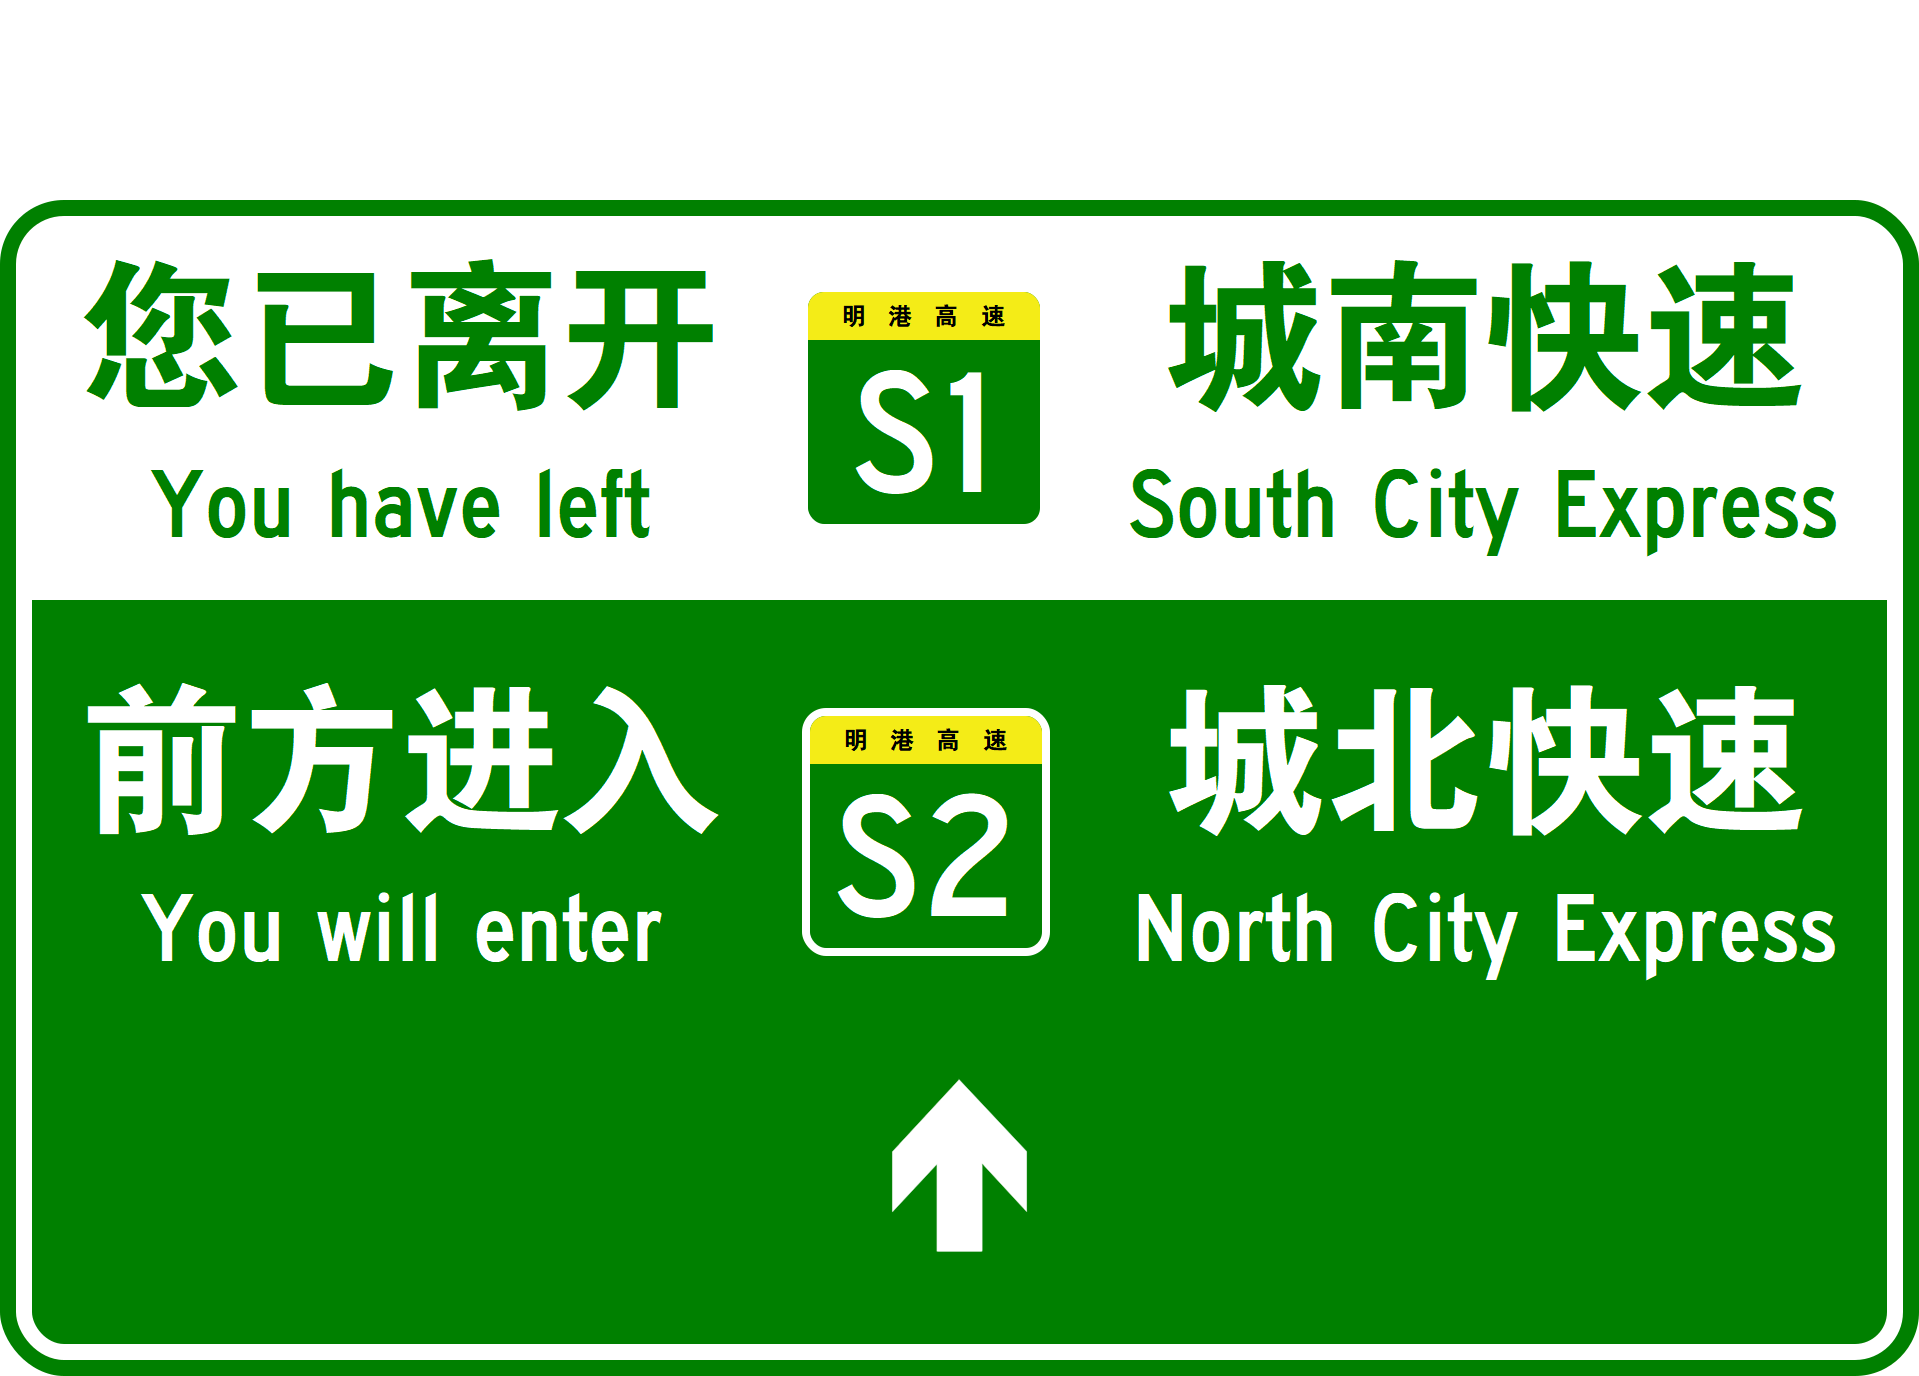 您已离开
You have left
明港高速
S1
城南快速
South City Express
前方进入
You will enter
明港高速
S2
城北快速
North City Express